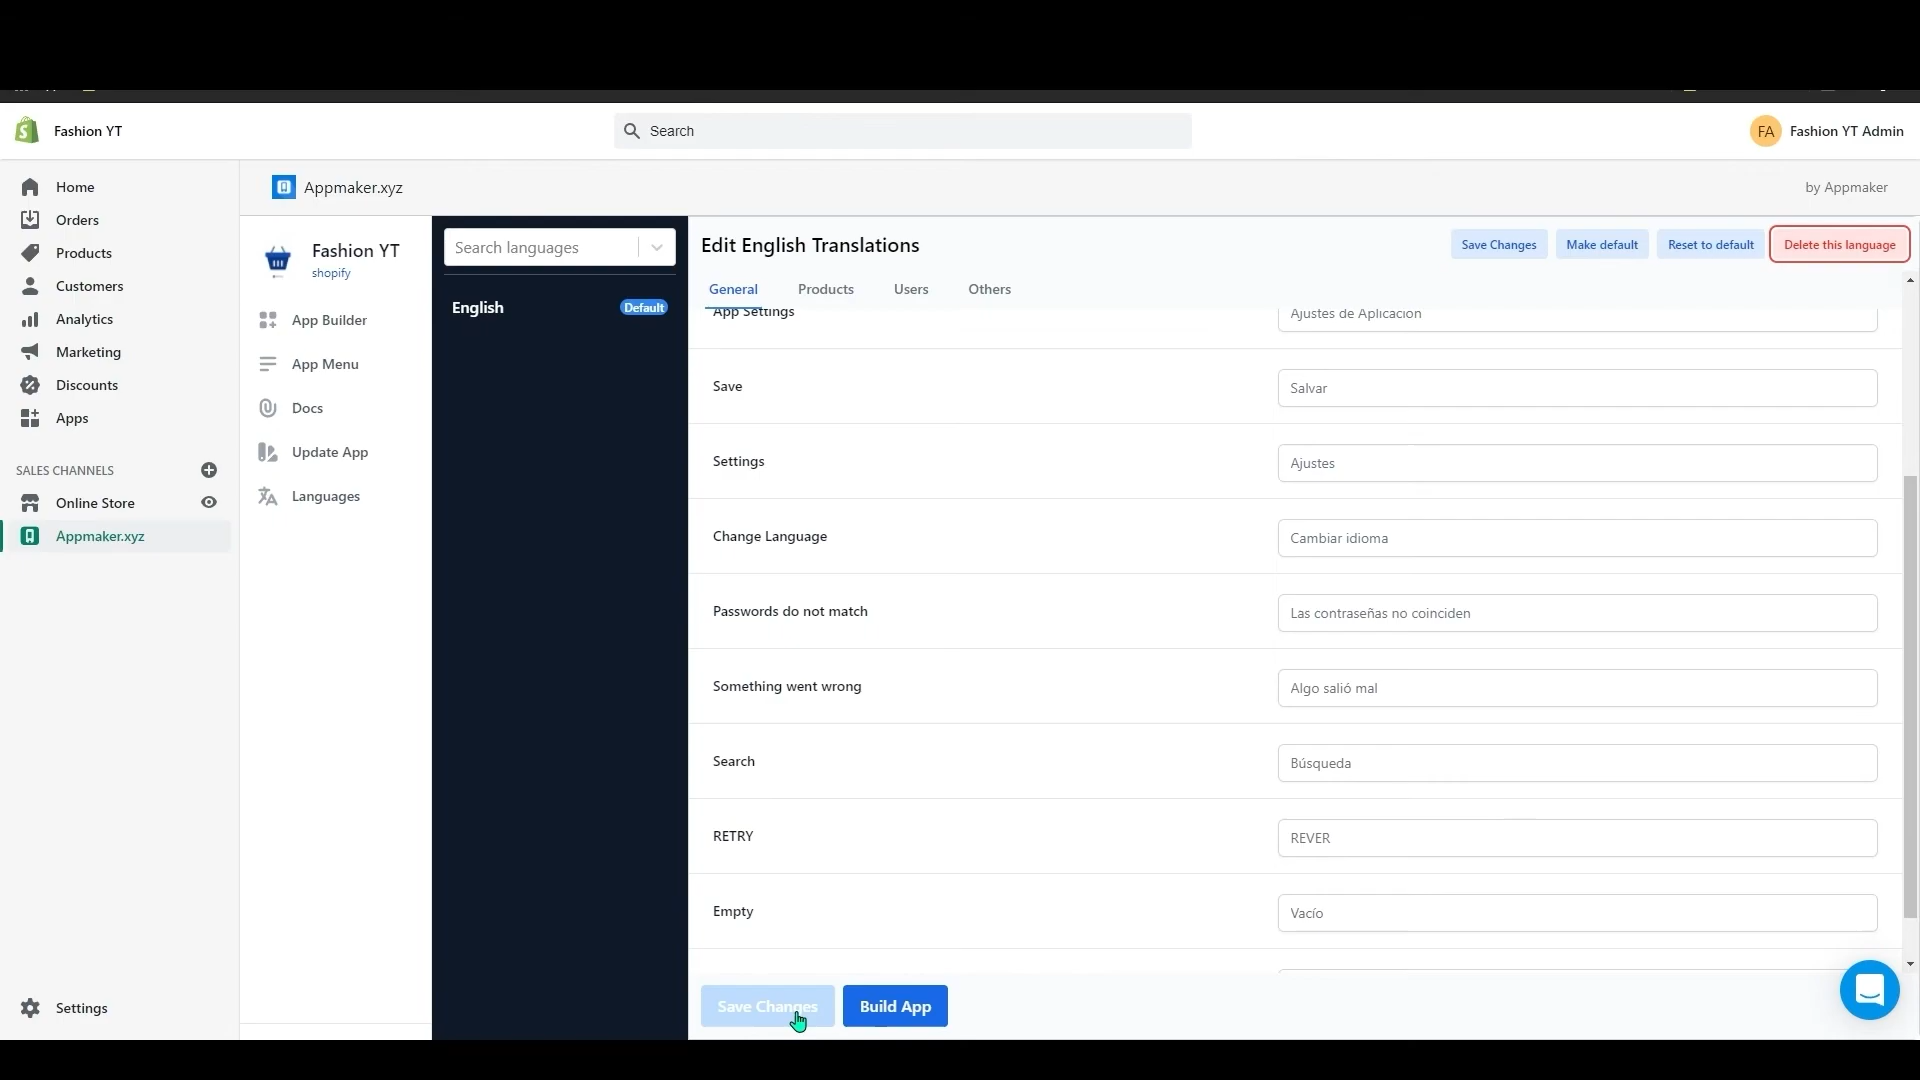 Fashion YT
Search
FA
Fashion YT Admin
Home
Orders
Products
Customers
Analytics
Marketing
Discounts
Apps
SALES CHANNELS
Online Store
Appmaker.xyz
Settings
Appmaker.xyz
by Appmaker
Fashion YT
shopify
App Builder
App Menu
Docs
Update App
Languages
Search languages
English
Default
Edit English Translations
Save Changes
Make default
Reset to default
Delete this language
General
Products
Users
Others
App Settings
Ajustes de Aplicacion
Save
Salvar
Settings
Ajustes
Change Language
Cambiar idioma
Passwords do not match
Las contraseñas no coinciden
Something went wrong
Algo salió mal
Search
Búsqueda
RETRY
REVER
Empty
Vacío
Save Changes
Build App